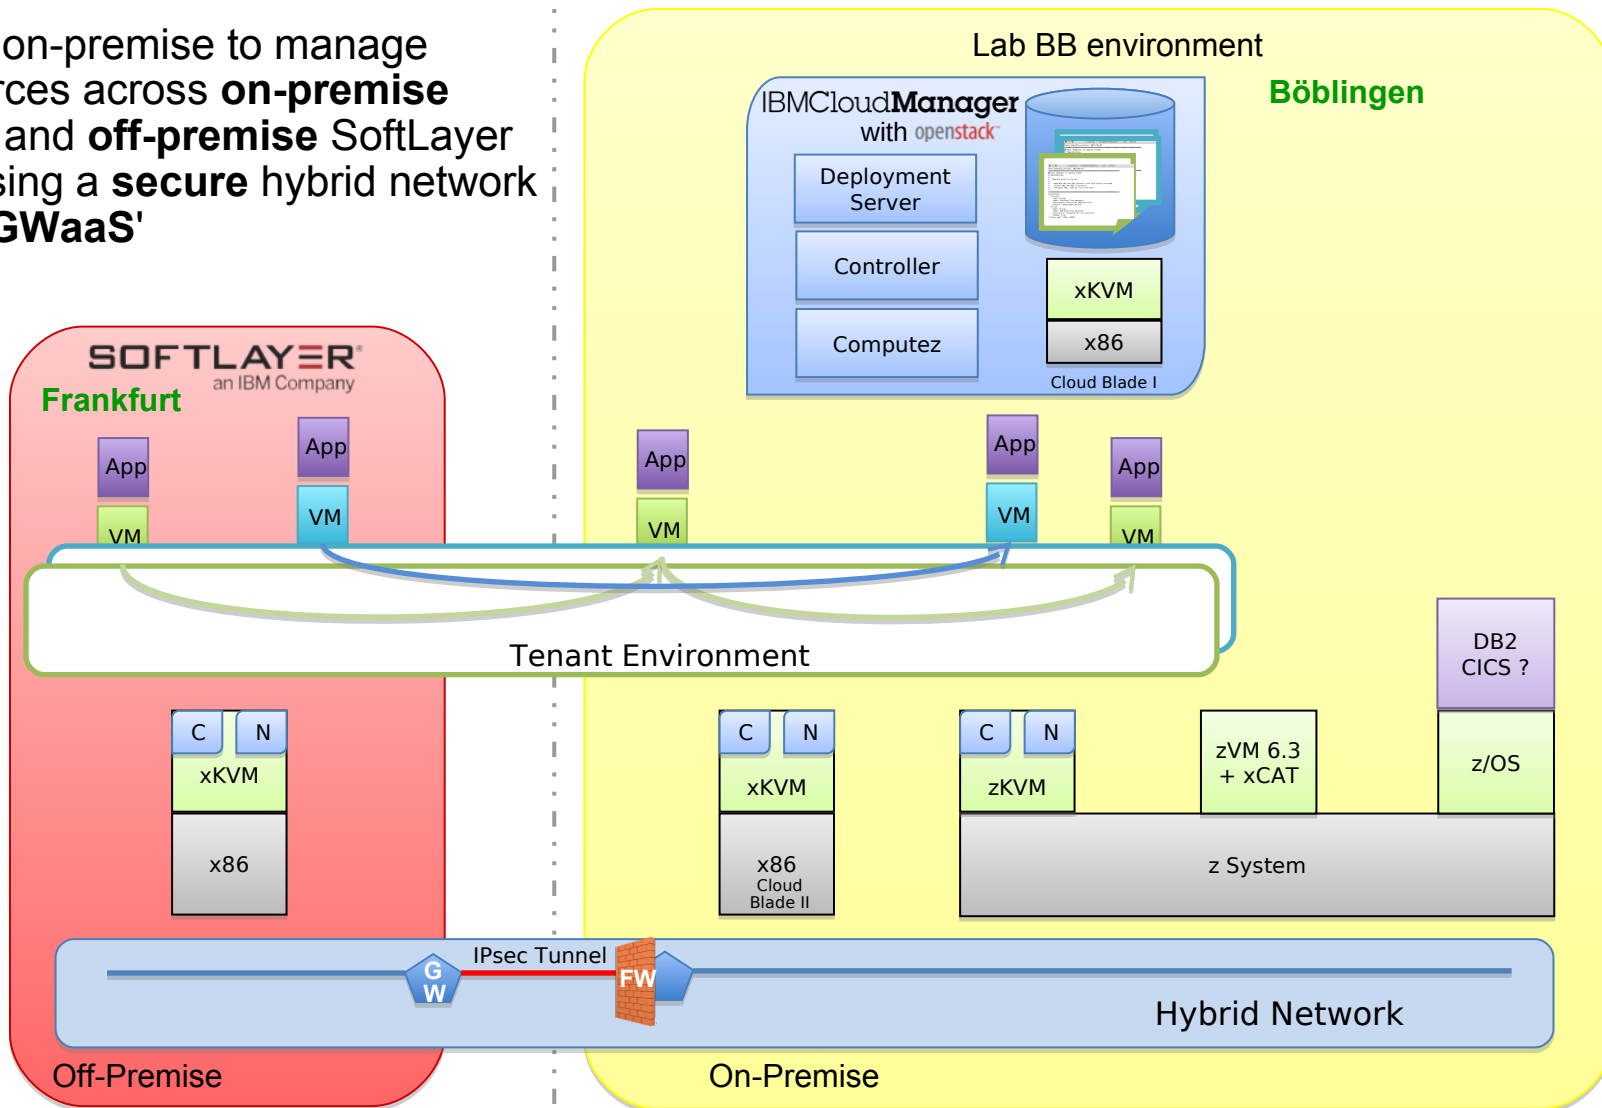 on-premise to manage
rces across on-premise
and off-premise SoftLayer
sing a secure hybrid network
GWaaS'
Lab BB environment
Böblingen
IBMCloudManager
with openstack™
Deployment
Server
Controller
Computez
xKVM
x86
Cloud Blade I
SOFTLAYER®
an IBM Company
Frankfurt
App
App
App
App
App
VM
VM
VM
VM
VM
Tenant Environment
DB2
CICS ?
C N
xKVM
x86
C N
xKVM
x86
Cloud
Blade II
C N
zKVM
zVM 6.3
+ xCAT
z/OS
z System
IPsec Tunnel
G
W
FW
Hybrid Network
Off-Premise
On-Premise